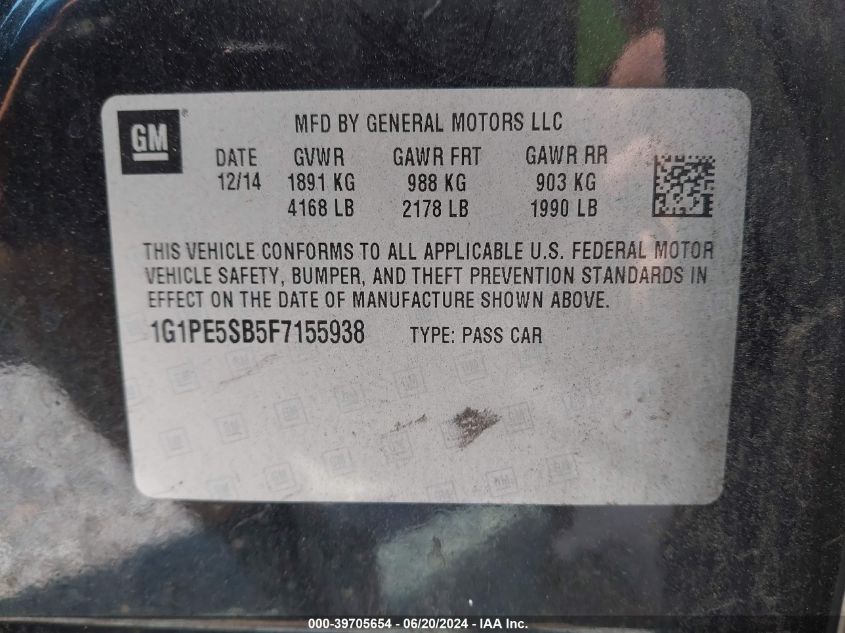 GM
MFD BY GENERAL MOTORS LLC
DATE GVWR GAWR FRT GAWR RR
12/14 1891 KG 988 KG 903 KG
4168 LB 2178 LB 1990 LB
THIS VEHICLE CONFORMS TO ALL APPLICABLE U.S. FEDERAL MOTOR
VEHICLE SAFETY, BUMPER, AND THEFT PREVENTION STANDARDS IN
EFFECT ON THE DATE OF MANUFACTURE SHOWN ABOVE.
1G1PE5SB5F7155938 TYPE: PASS CAR
000-39705654 / 06/20/2024 - IAA Inc.